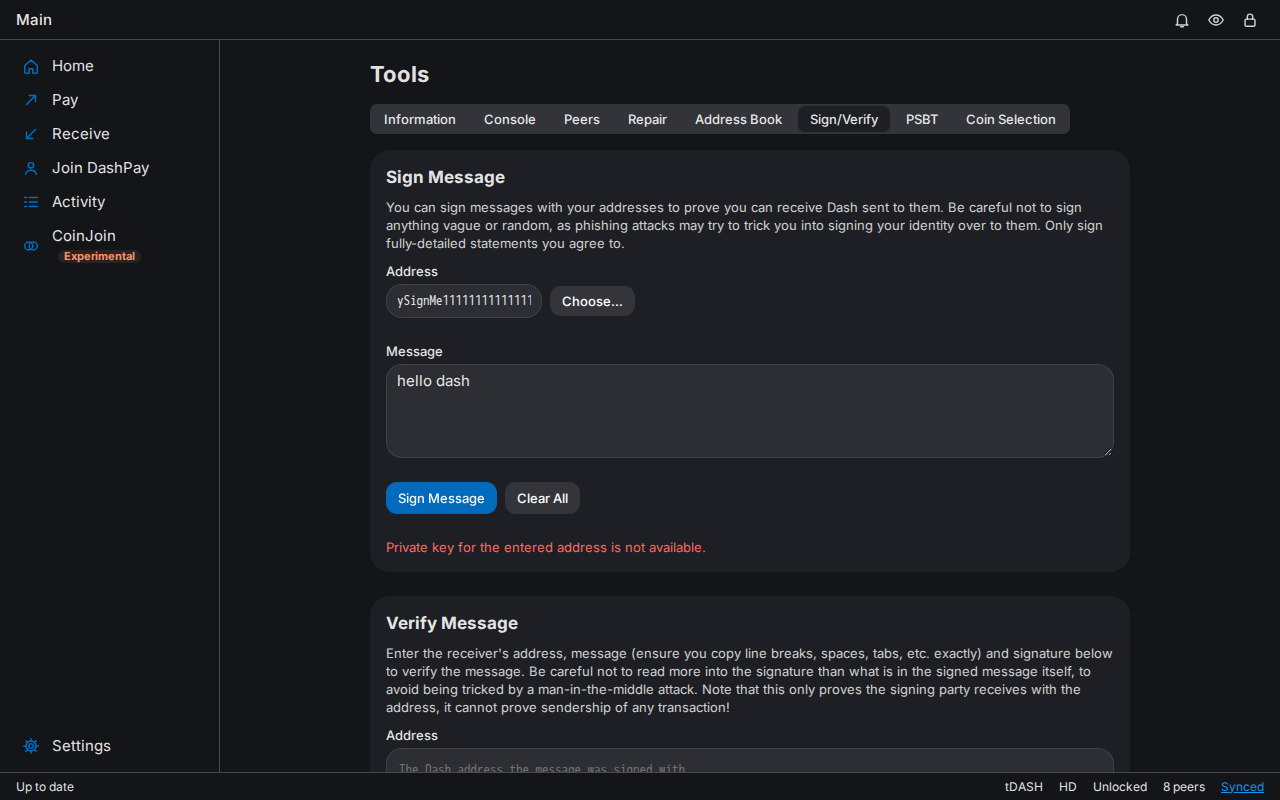 Main
Home
Pay
Receive
Join DashPay
Activity
CoinJoin
Experimental
Settings
Tools
Information Console Peers Repair Address Book Sign/Verify PSBT Coin Selection
Sign Message
You can sign messages with your addresses to prove you can receive Dash sent to them. Be careful not to sign
anything vague or random, as phishing attacks may try to trick you into signing your identity over to them. Only sign
fully-detailed statements you agree to.
Address
Choose...
Message
hello dash
Sign Message Clear All
Private key for the entered address is not available.
Verify Message
Enter the receiver's address, message (ensure you copy line breaks, spaces, tabs, etc. exactly) and signature below
to verify the message. Be careful not to read more into the signature than what is in the signed message itself, to
avoid being tricked by a man-in-the-middle attack. Note that this only proves the signing party receives with the
address, it cannot prove sendership of any transaction!
Address
The Dash address the message was signed with
Up to date
tDASH HD Unlocked 8 peers Synced